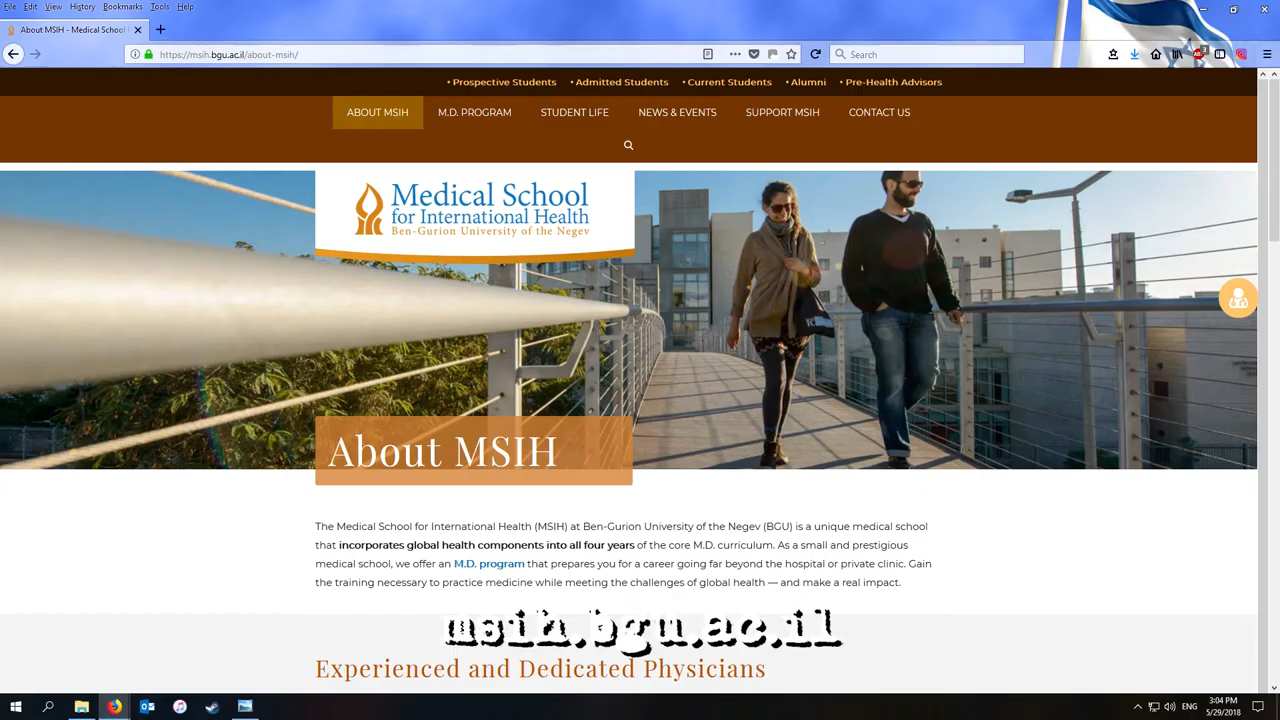 File Edit View History Bookmarks Tools Help
About MSIH - Medical School F
https://msih.bgu.ac.il/about-msih/
Search
3
• Prospective Students • Admitted Students • Current Students • Alumni • Pre-Health Advisors
ABOUT MSIH M.D. PROGRAM STUDENT LIFE NEWS & EVENTS SUPPORT MSIH CONTACT US
Medical School
for International Health
Ben-Gurion University of the Negev
About MSIH
The Medical School for International Health (MSIH) at Ben-Gurion University of the Negev (BGU) is a unique medical school
that incorporates global health components into all four years of the core M.D. curriculum. As a small and prestigious
medical school, we offer an M.D. program that prepares you for a career going far beyond the hospital or private clinic. Gain
the training necessary to practice medicine while meeting the challenges of global health — and make a real impact.
msih.bgu.ac.il
Experienced and Dedicated Physicians
ENG
3:04 PM
5/29/2018